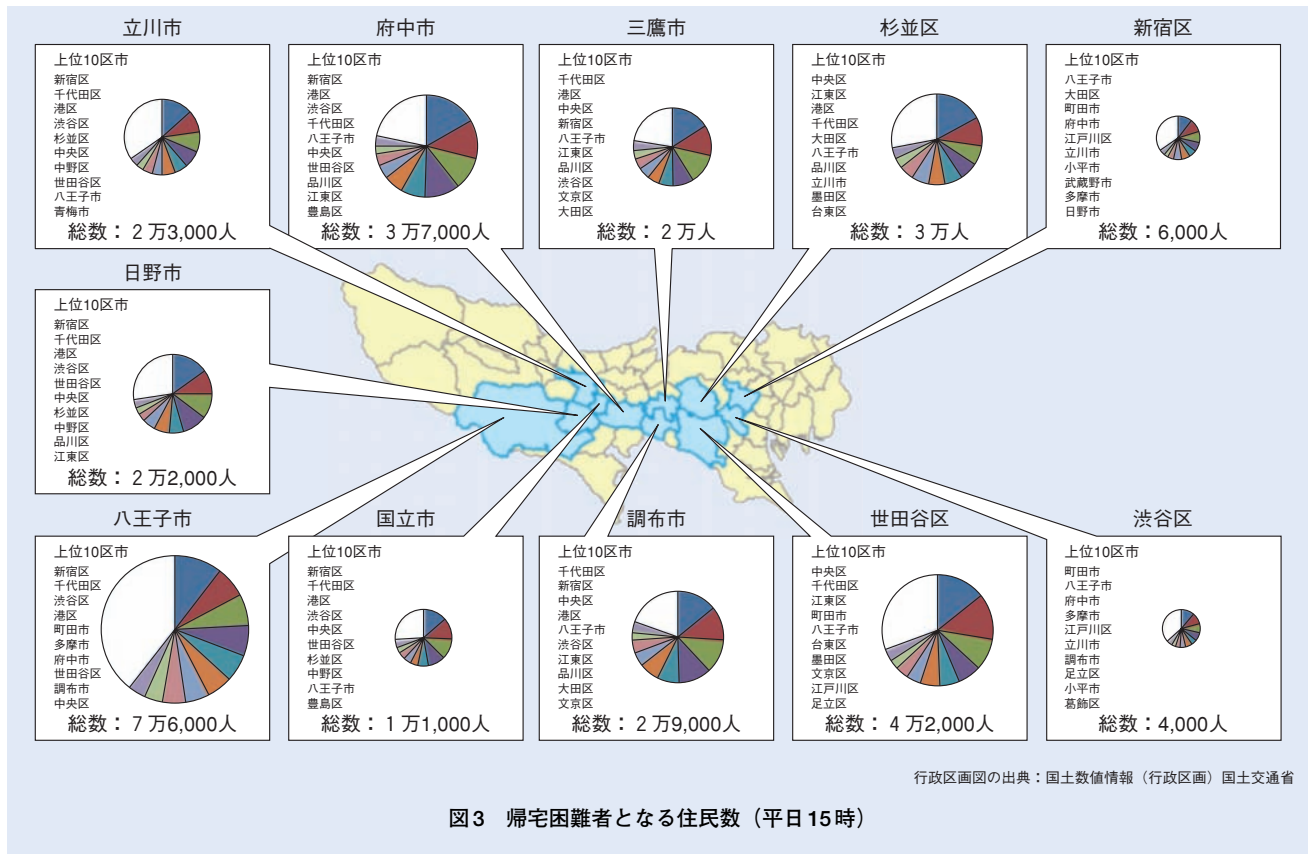 立川市
上位10区市
新宿区
千代田区
港区
渋谷区
杉並区
中央区
中野区
世田谷区
八王子市
青梅市
総数：2万3,000人
府中市
上位10区市
新宿区
港区
渋谷区
千代田区
八王子市
中央区
世田谷区
品川区
江東区
豊島区
総数：3万7,000人
三鷹市
上位10区市
千代田区
港区
中央区
新宿区
八王子市
江東区
品川区
渋谷区
文京区
大田区
総数：2万人
杉並区
上位10区市
中央区
江東区
港区
千代田区
大田区
八王子市
品川区
立川市
墨田区
台東区
総数：3万人
新宿区
上位10区市
八王子市
大田区
町田市
府中市
江戸川区
立川市
小平市
武蔵野市
多摩市
日野市
総数：6,000人
日野市
上位10区市
新宿区
千代田区
港区
渋谷区
世田谷区
中央区
杉並区
中野区
品川区
江東区
総数：2万2,000人
八王子市
上位10区市
新宿区
千代田区
渋谷区
港区
町田市
多摩市
府中市
世田谷区
調布市
中央区
総数：7万6,000人
国立市
上位10区市
新宿区
千代田区
港区
渋谷区
中央区
世田谷区
杉並区
中野区
八王子市
豊島区
総数：1万1,000人
調布市
上位10区市
千代田区
新宿区
中央区
港区
八王子市
渋谷区
江東区
品川区
大田区
文京区
総数：2万9,000人
世田谷区
上位10区市
中央区
千代田区
江東区
町田市
八王子市
台東区
墨田区
文京区
江戸川区
足立区
総数：4万2,000人
渋谷区
上位10区市
町田市
八王子市
府中市
多摩市
江戸川区
立川市
調布市
足立区
小平市
葛飾区
総数：4,000人
行政区画図の出典：国土数値情報（行政区画）国土交通省
図3 帰宅困難者となる住民数（平日15時）